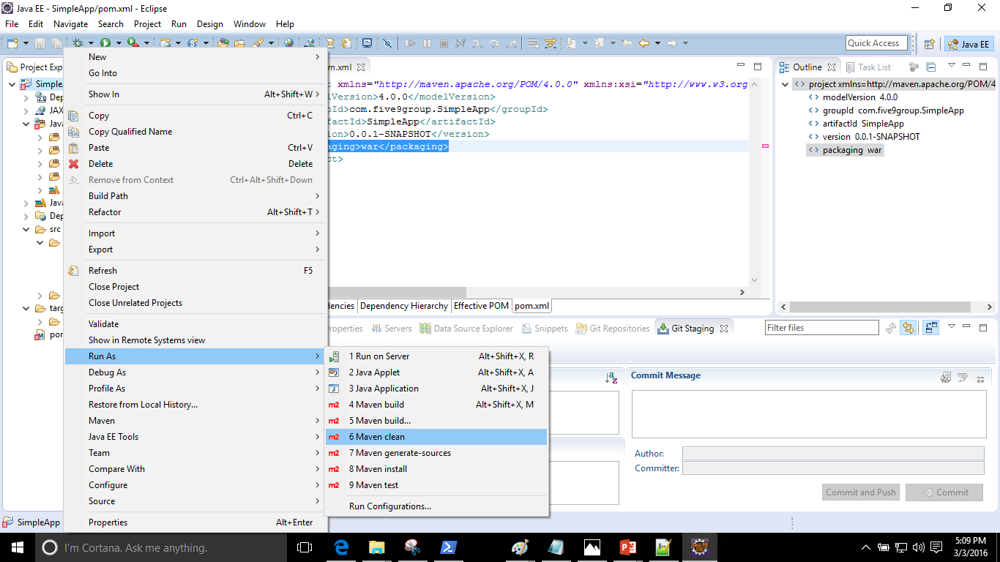 Java EE - SimpleApp/pom.xml - Eclipse
File Edit Navigate Search Project Run Design Window Help
Quick Access Java EE
Project Exp
Simple
Dep
JAX
Java
Java
Dep
src
targ
por
SimpleApp
New
Go Into
Show In Alt+Shift+W
Copy Ctrl+C
Copy Qualified Name
Paste Ctrl+V
Delete Delete
Remove from Context Ctrl+Alt+Shift+Down
Build Path
Refactor Alt+Shift+T
Import
Export
Refresh F5
Close Project
Close Unrelated Projects
Validate
Show in Remote Systems view
Run As
Debug As
Profile As
Restore from Local History...
Maven
Java EE Tools
Team
Compare With
Configure
Source
Properties Alt+Enter
1 Run on Server Alt+Shift+X, R
2 Java Applet Alt+Shift+X, A
3 Java Application Alt+Shift+X, J
4 Maven build Alt+Shift+X, M
5 Maven build...
6 Maven clean
7 Maven generate-sources
8 Maven install
9 Maven test
Run Configurations...
m.xml
t xmlns="http://maven.apache.org/POM/4.0.0" xmlns:xsi="http://www.w3.org
elVersion>4.0.0</modelVersion>
pId>com.five9group.SimpleApp</groupId>
ifactId>SimpleApp</artifactId>
sion>0.0.1-SNAPSHOT</version>
aging>war</packaging>
ct>
dencies Dependency Hierarchy Effective POM pom.xml
Outline Task List
project xmlns=http://maven.apache.org/POM/4
modelVersion 4.0.0
groupId com.five9group.SimpleApp
artifactId SimpleApp
version 0.0.1-SNAPSHOT
packaging war
roperties Servers Data Source Explorer Snippets Git Repositories Git Staging
Filter files
Commit Message
Author:
Committer:
Commit and Push Commit
I'm Cortana. Ask me anything.
5:09 PM
3/3/2016